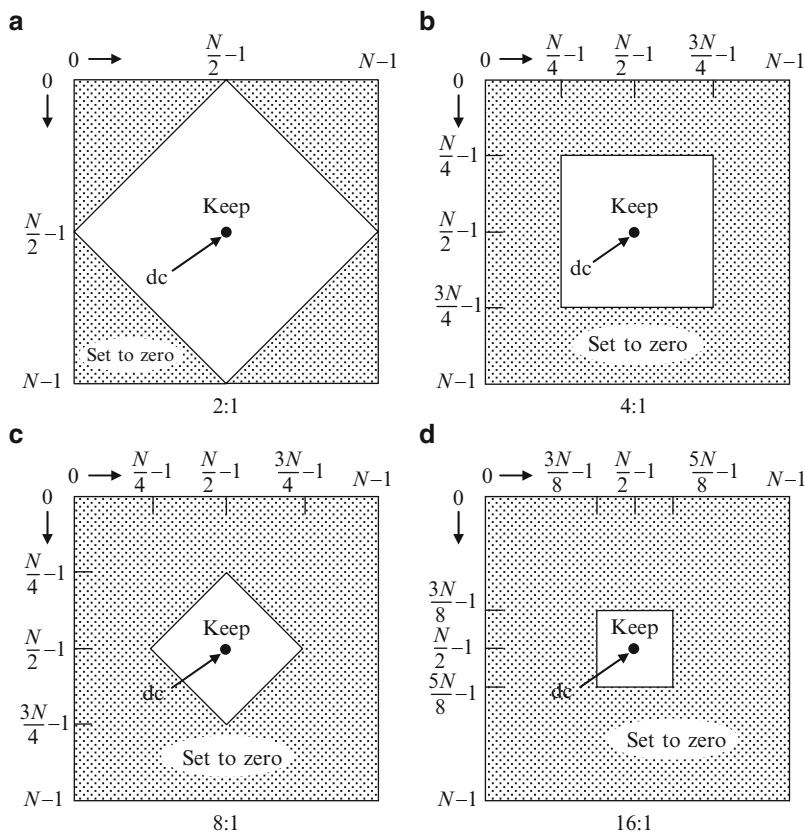 a
0 N/2 −1 N−1
0
N/2 −1
N−1
Keep
dc
Set to zero
2:1
b
0 N/4 −1 N/2 −1 3N/4 −1 N−1
0
N/4 −1
N/2 −1
3N/4 −1
N−1
Keep
dc
Set to zero
4:1
c
0 N/4 −1 N/2 −1 3N/4 −1 N−1
0
N/4 −1
N/2 −1
3N/4 −1
N−1
Keep
dc
Set to zero
8:1
d
0 3N/8 −1 N/2 −1 5N/8 −1 N−1
0
3N/8 −1
N/2 −1
5N/8 −1
N−1
Keep
dc
Set to zero
16:1